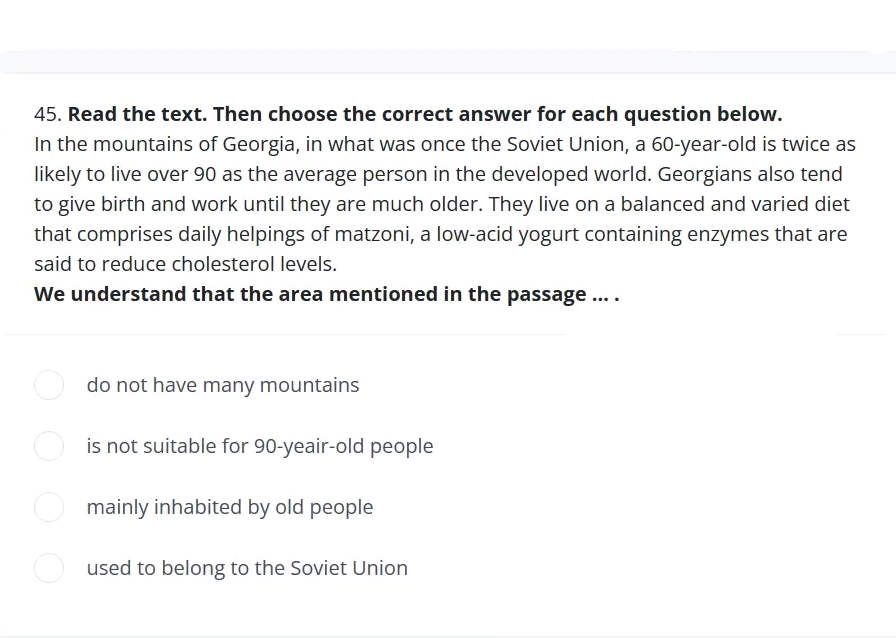 45. Read the text. Then choose the correct answer for each question below.
In the mountains of Georgia, in what was once the Soviet Union, a 60-year-old is twice as
likely to live over 90 as the average person in the developed world. Georgians also tend
to give birth and work until they are much older. They live on a balanced and varied diet
that comprises daily helpings of matzoni, a low-acid yogurt containing enzymes that are
said to reduce cholesterol levels.
We understand that the area mentioned in the passage ... .
do not have many mountains
is not suitable for 90-yeair-old people
mainly inhabited by old people
used to belong to the Soviet Union